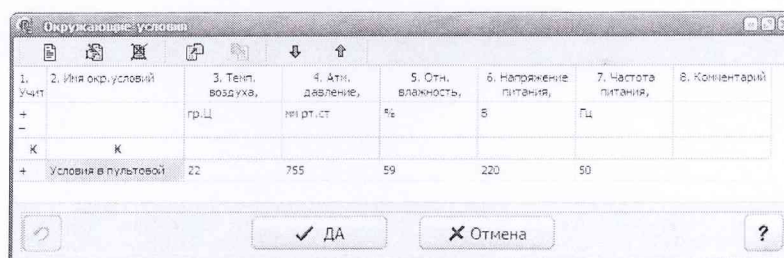 Окружающие условия
1. Учит 2. Имя окр.условий 3. Темп. воздуха, 4. Атм. давление, 5. Отн. влажность, 6. Напряжение питания, 7. Частота питания, 8. Комментарий
+ гр.Ц мм рт.ст % В Гц
–
К К
+ Условия в пультовой 22 755 59 220 50
ДА Отмена ?